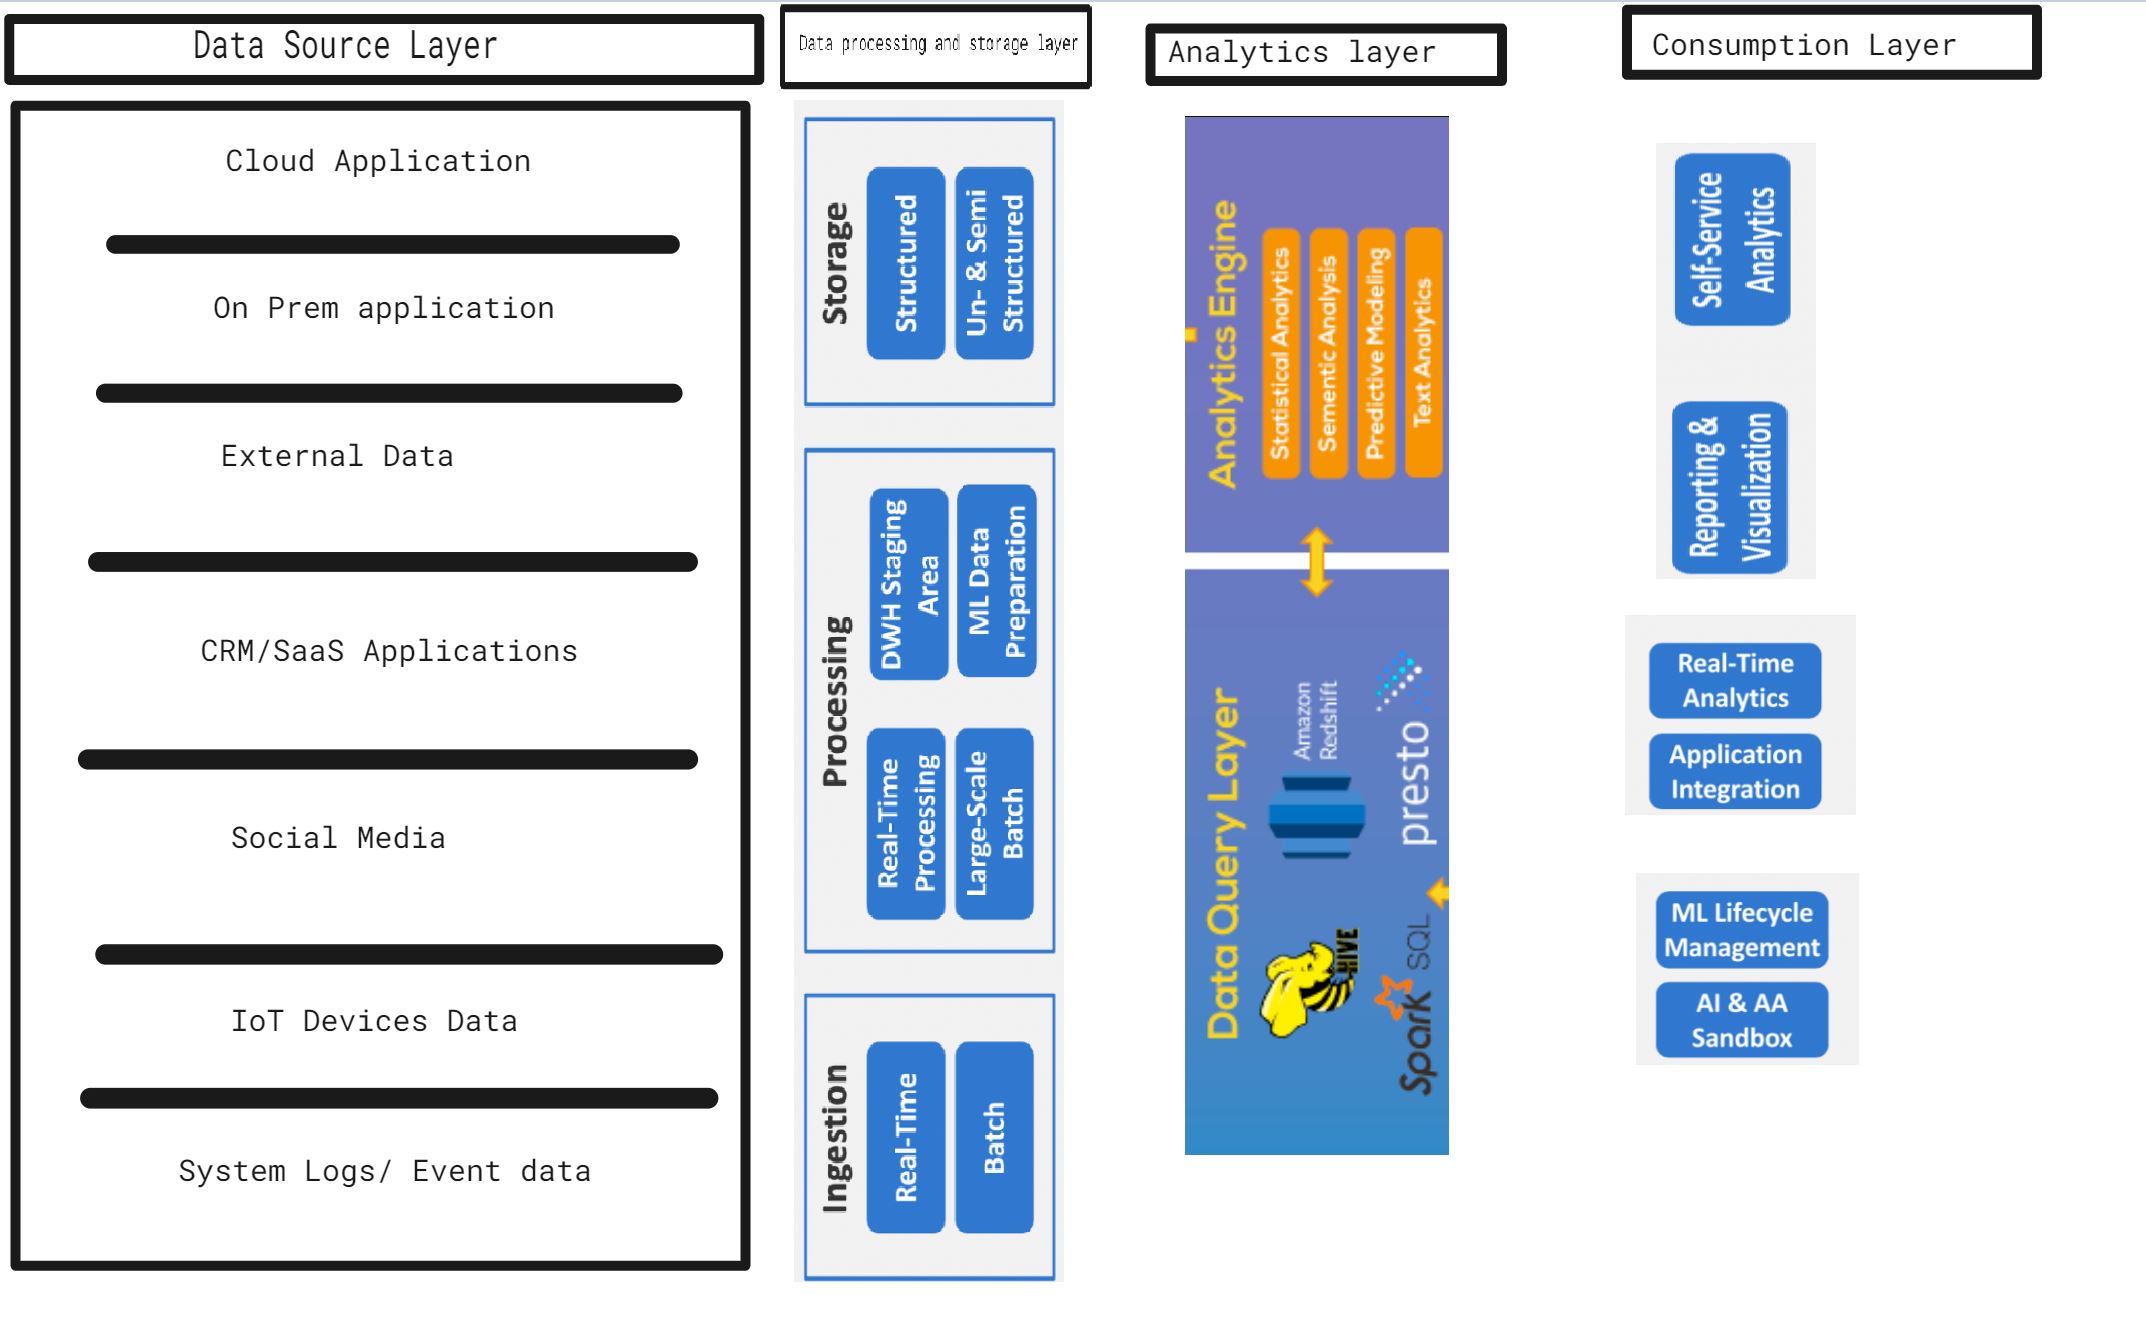 Data Source Layer
Cloud Application
On Prem application
External Data
CRM/SaaS Applications
Social Media
IoT Devices Data
System Logs/ Event data
Data processing and storage layer
Storage
Structured
Un- & Semi
Structured
Processing
DWH Staging
Area
ML Data
Preparation
Real-Time
Processing
Large-Scale
Batch
Ingestion
Real-Time
Batch
Analytics layer
Analytics Engine
Statistical Analytics
Sementic Analysis
Predictive Modeling
Text Analytics
Data Query Layer
Amazon
Redshift
presto
HIVE
Spark SQL
Consumption Layer
Self-Service
Analytics
Reporting &
Visualization
Real-Time
Analytics
Application
Integration
ML Lifecycle
Management
AI & AA
Sandbox